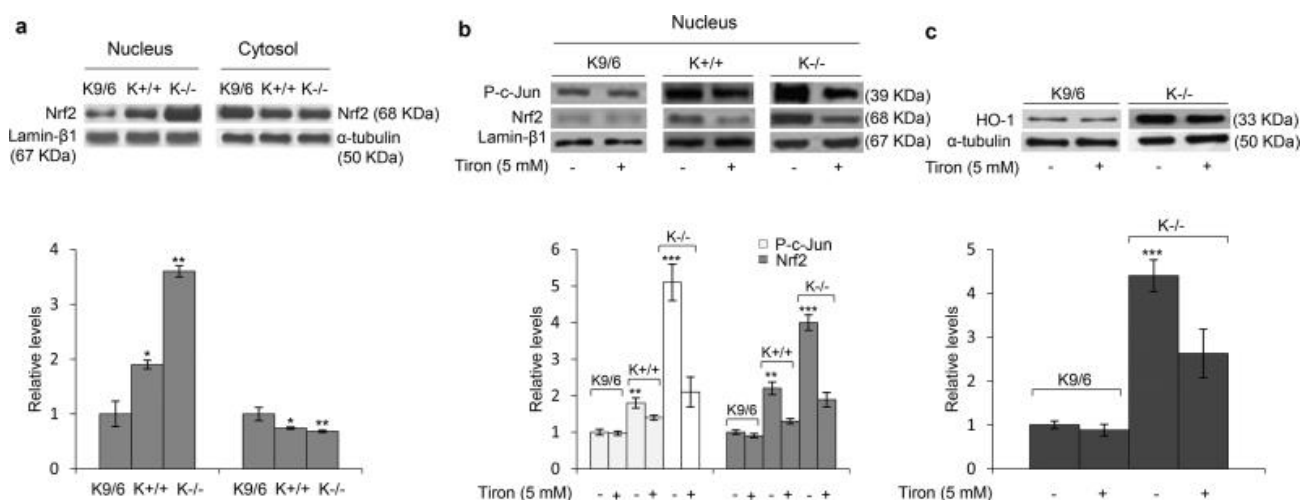 a
Nucleus Cytosol
K9/6 K+/+ K-/- K9/6 K+/+ K-/-
Nrf2 Nrf2 (68 KDa)
Lamin-β1 α-tubulin
(67 KDa) (50 KDa)
4
3
2
1
0
Relative levels
** * * **
K9/6 K+/+ K-/- K9/6 K+/+ K-/-
b
Nucleus
K9/6 K+/+ K-/-
P-c-Jun (39 KDa)
Nrf2 (68 KDa)
Lamin-β1 (67 KDa)
Tiron (5 mM) - + - + - +
6
5
4
3
2
1
0
Relative levels
K-/- P-c-Jun
*** Nrf2
K-/-
***
K+/+ K+/+
** **
K9/6 K9/6
Tiron (5 mM) - + - + - + - + - + - +
c
K9/6 K-/-
HO-1 (33 KDa)
α-tubulin (50 KDa)
Tiron (5 mM) - + - +
5
4
3
2
1
0
Relative levels
K-/-
***
K9/6
Tiron (5 mM) - + - +